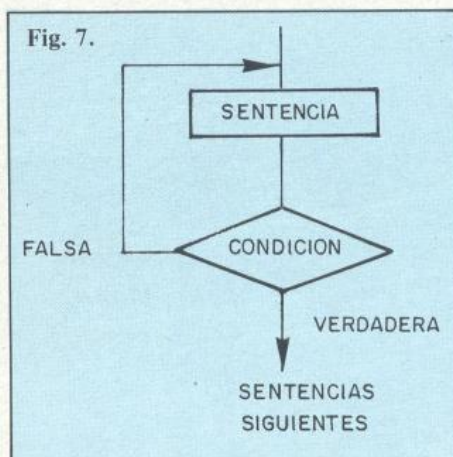 Fig. 7.
SENTENCIA
CONDICION
FALSA
VERDADERA
SENTENCIAS
SIGUIENTES